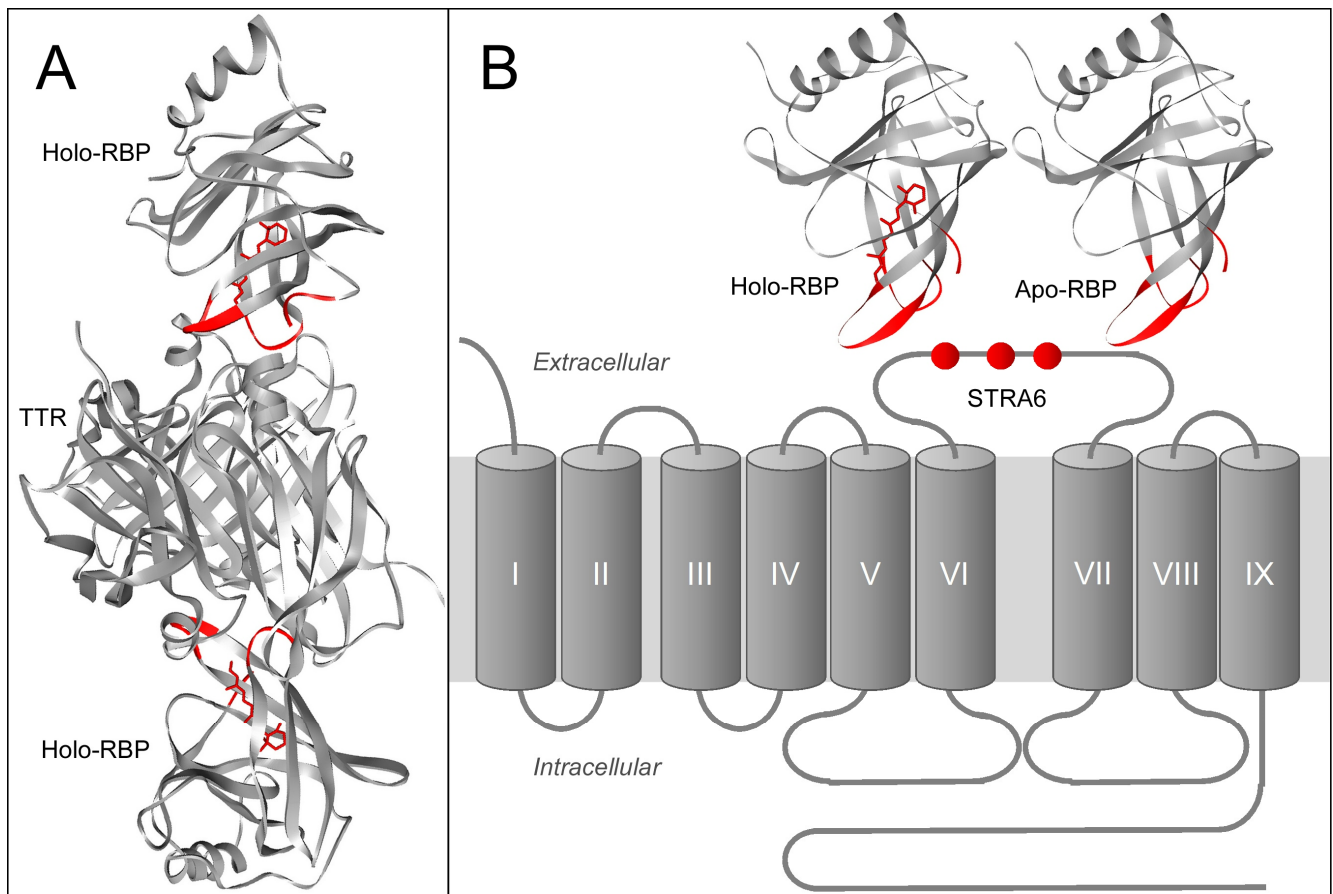 A
Holo-RBP
TTR
Holo-RBP
B
Holo-RBP
Apo-RBP
Extracellular
STRA6
I II III IV V VI VII VIII IX
Intracellular